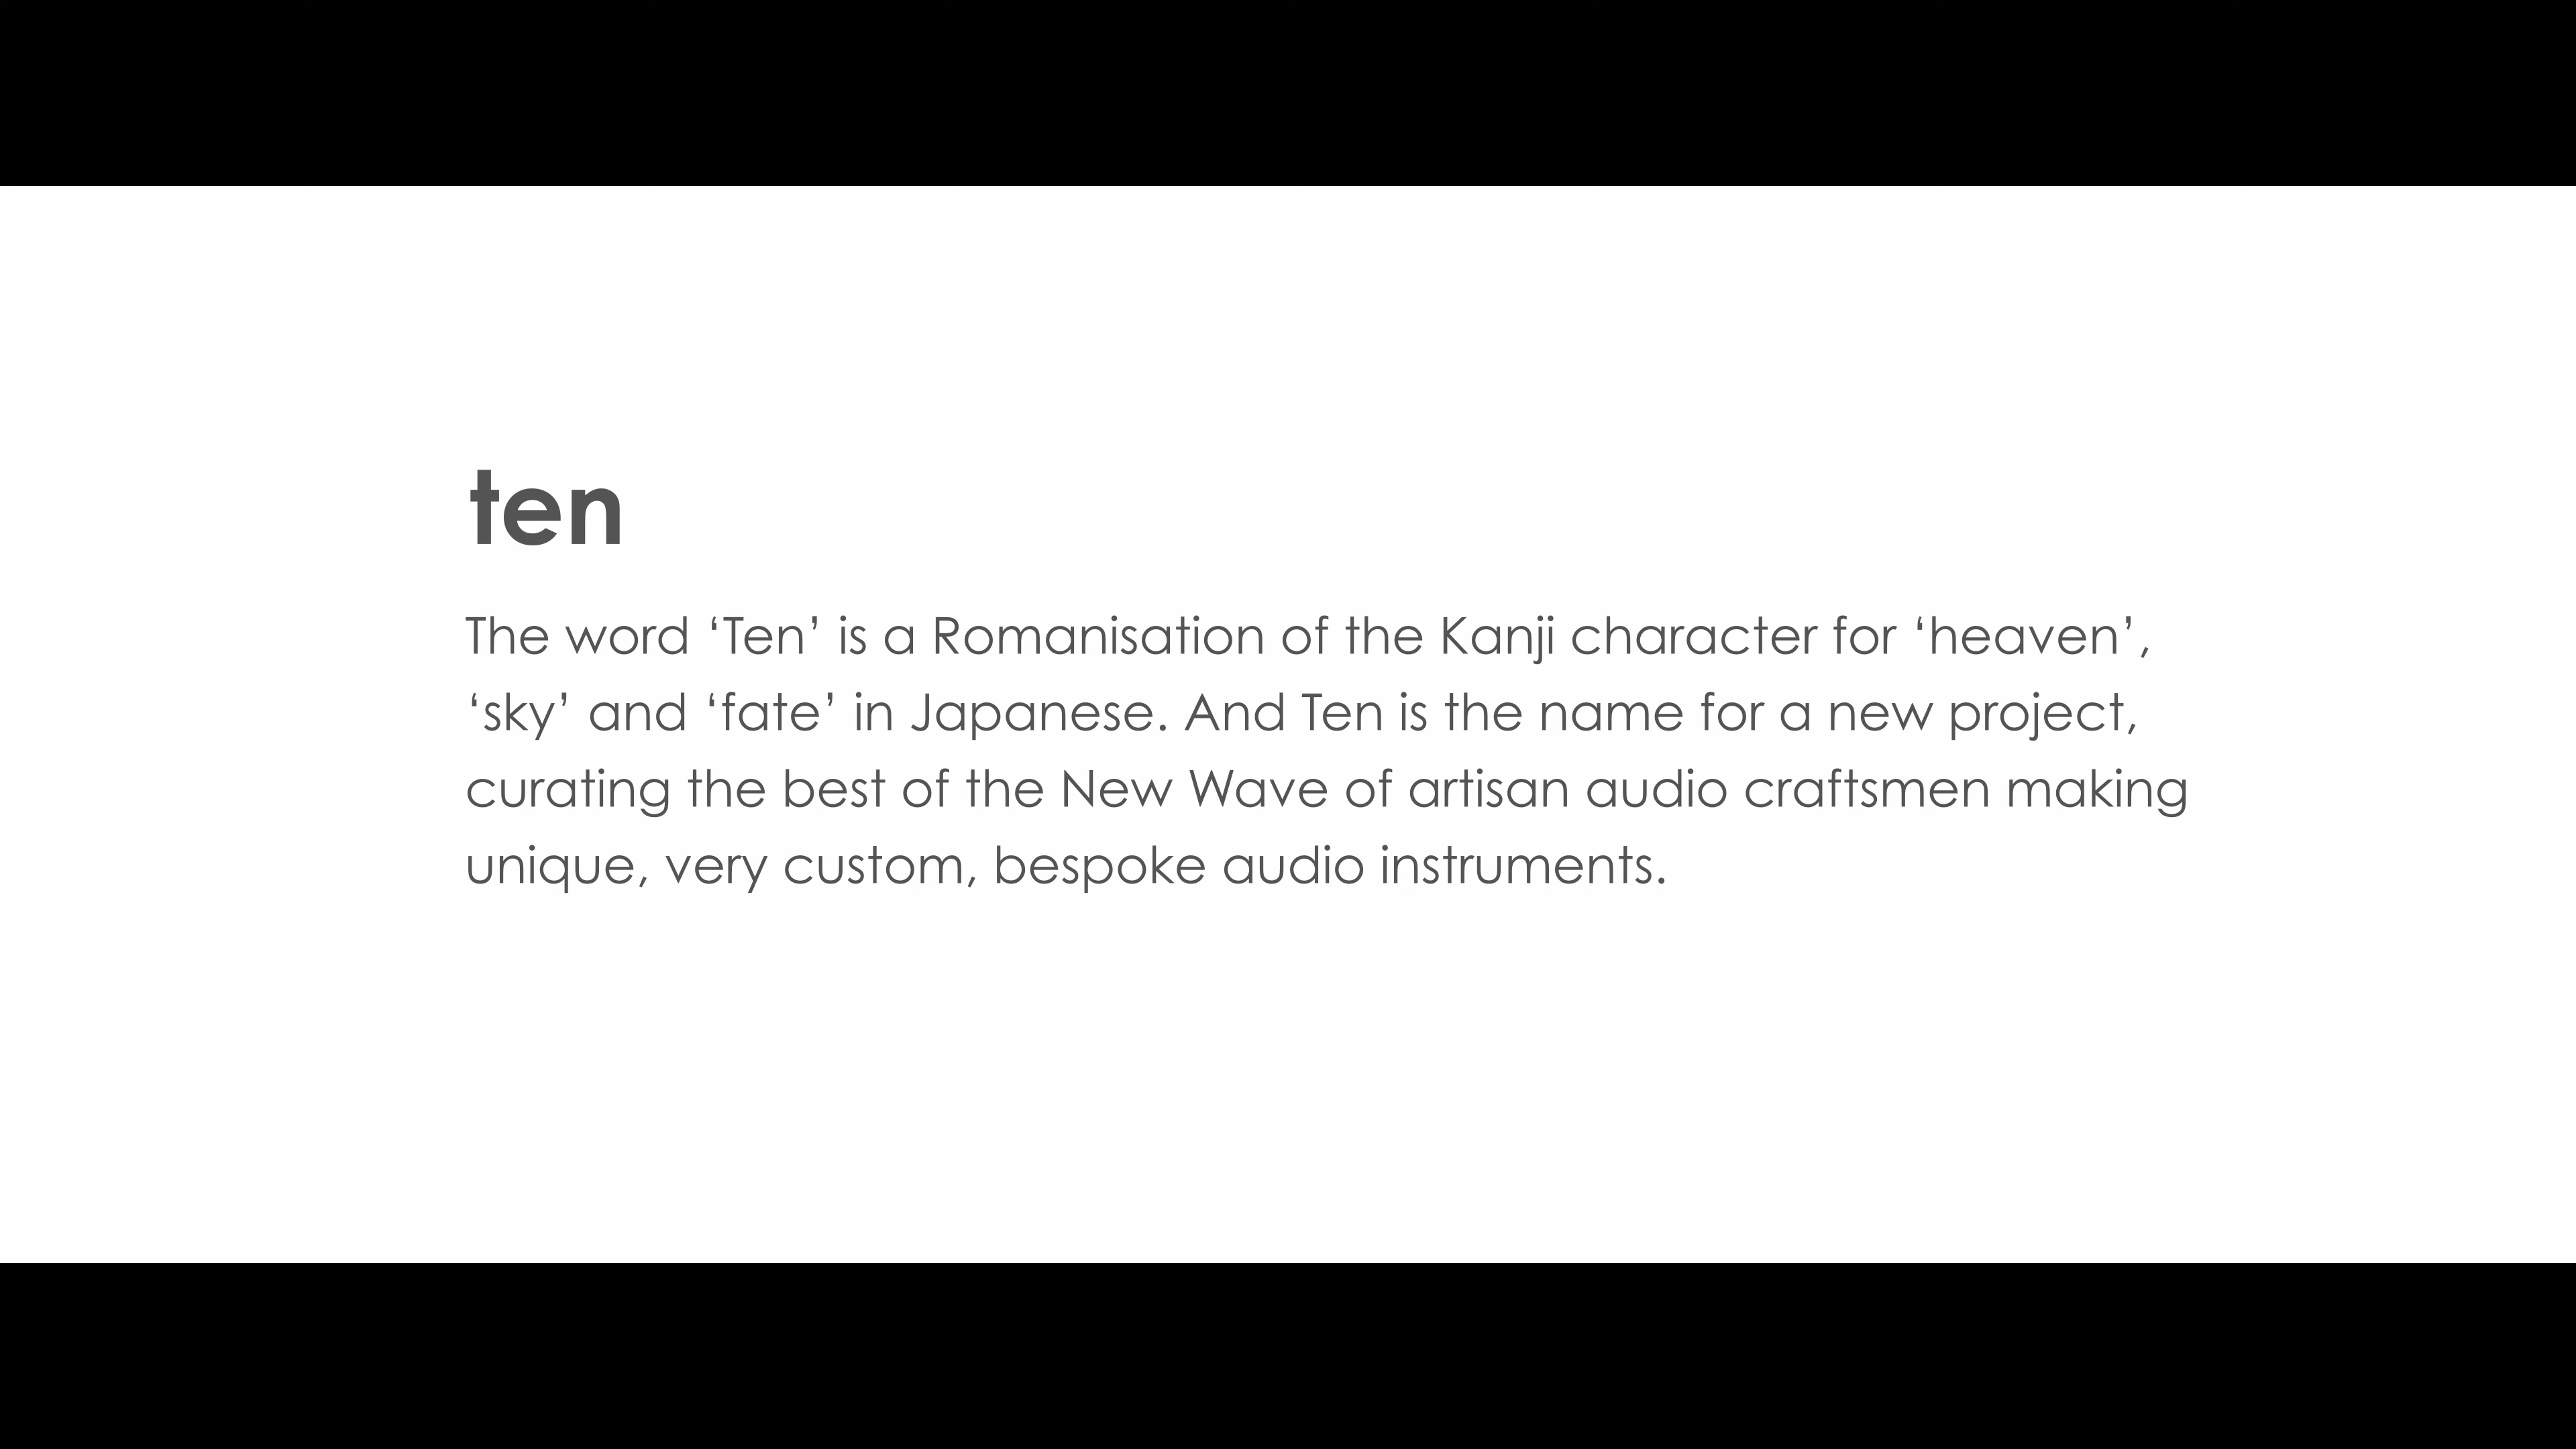 ten
The word ‘Ten’ is a Romanisation of the Kanji character for ‘heaven’,
‘sky’ and ‘fate’ in Japanese. And Ten is the name for a new project,
curating the best of the New Wave of artisan audio craftsmen making
unique, very custom, bespoke audio instruments.